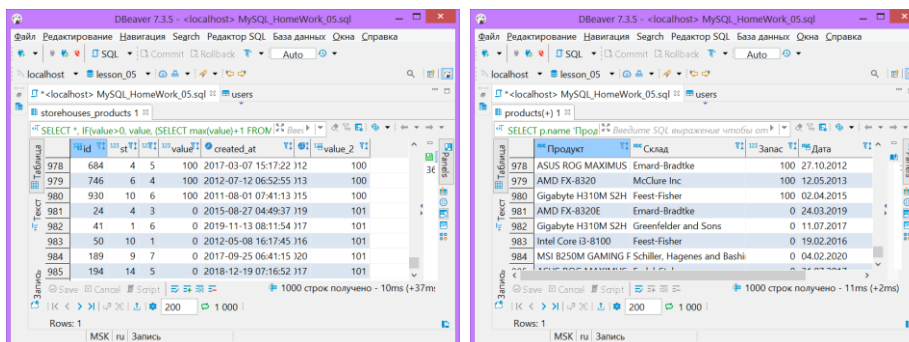 DBeaver 7.3.5 - <localhost> MySQL_HomeWork_05.sql
Файл Редактирование Навигация Search Редактор SQL База данных Окна Справка
SQL Commit Rollback Auto
localhost lesson_05
*<localhost> MySQL_HomeWork_05.sql users
storehouses_products 1
SELECT *, IF(value>0, value, (SELECT max(value)+1 FROM
id value created_at value_2
978 684 4 5 100 2017-03-07 15:17:22 100
979 746 6 4 100 2012-07-12 06:52:55 100
980 930 10 6 100 2011-08-01 07:41:13 100
981 24 4 3 0 2015-08-27 04:49:37 101
982 41 1 6 0 2019-11-13 08:11:54 101
983 50 10 1 0 2012-05-08 16:17:45 101
984 189 9 7 0 2017-09-25 06:41:15 101
985 194 14 5 0 2018-12-19 07:16:52 101
Таблица
Текст
Запись
Panels
Save Cancel Script 1000 строк получено - 10ms (+37ms
200 1 000
Rows: 1
MSK ru Запись
DBeaver 7.3.5 - <localhost> MySQL_HomeWork_05.sql
Файл Редактирование Навигация Search Редактор SQL База данных Окна Справка
SQL Commit Rollback Auto
localhost lesson_05
*<localhost> MySQL_HomeWork_05.sql users
products(+) 1
SELECT p.name 'Прод Введите SQL выражение чтобы от
Продукт Склад Запас Дата
978 ASUS ROG MAXIMUS Emard-Bradtke 100 27.10.2012
979 AMD FX-8320 McClure Inc 100 12.05.2013
980 Gigabyte H310M S2H Feest-Fisher 100 02.04.2015
981 AMD FX-8320E Emard-Bradtke 0 24.03.2019
982 Gigabyte H310M S2H Greenfelder and Sons 0 11.07.2017
983 Intel Core i3-8100 Feest-Fisher 0 19.02.2016
984 MSI B250M GAMING F Schiller, Hagenes and Bashi 0 04.02.2020
Таблица
Текст
Запись
Panels
Save Cancel Script 1000 строк получено - 11ms (+2ms)
200 1 000
Rows: 1
MSK ru Запись